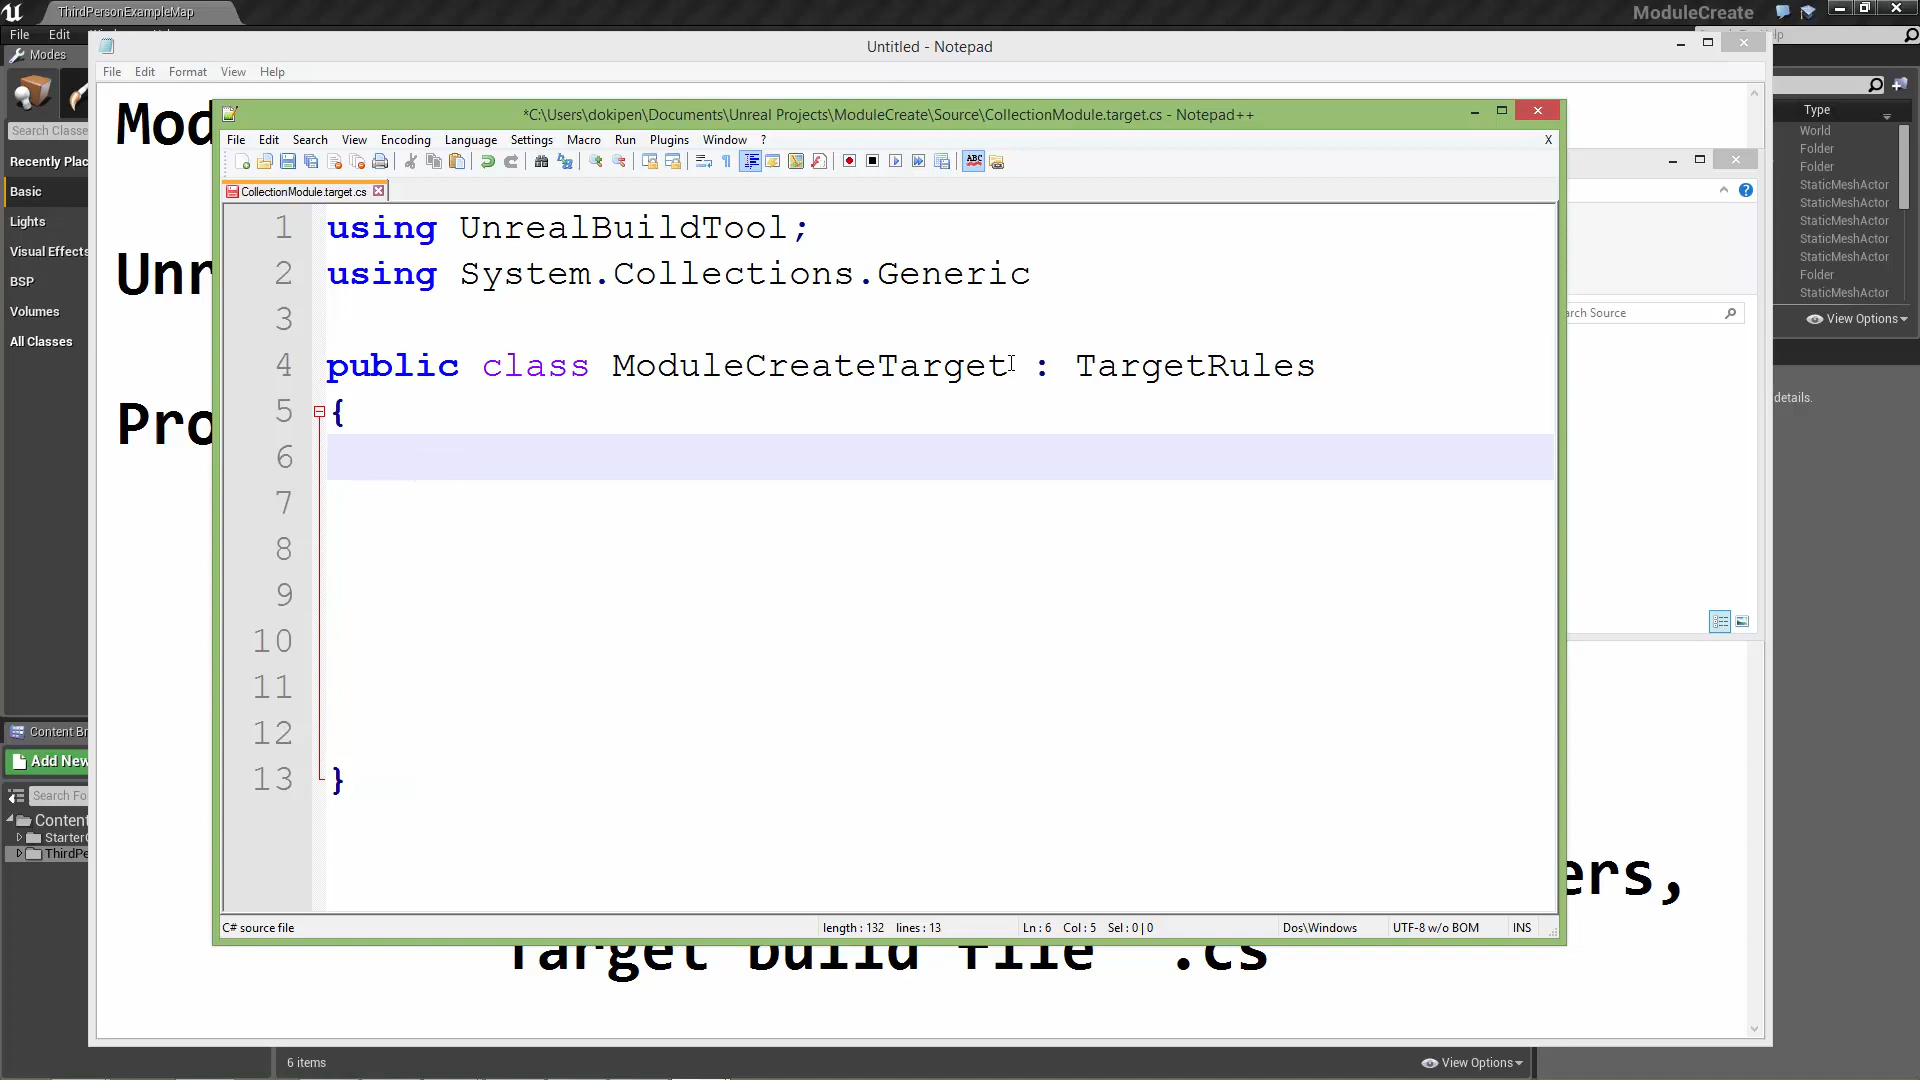 ThirdPersonExampleMap
ModuleCreate
File Edit
Modes
Untitled - Notepad
File Edit Format View Help
Search Classe
Recently Plac
Basic
Lights
Visual Effects
BSP
Volumes
All Classes
Mod
Unr
Pro
*C:\Users\dokipen\Documents\Unreal Projects\ModuleCreate\Source\CollectionModule.target.cs - Notepad++
File Edit Search View Encoding Language Settings Macro Run Plugins Window ? X
ABC
CollectionModule.target.cs
1 using UnrealBuildTool;
2 using System.Collections.Generic
3
4 public class ModuleCreateTarget : TargetRules
5 {
6
7
8
9
10
11
12
13 }
C# source file length : 132 lines : 13 Ln : 6 Col : 5 Sel : 0 | 0 Dos\Windows UTF-8 w/o BOM INS
Type
World
Folder
Folder
StaticMeshActor
StaticMeshActor
StaticMeshActor
StaticMeshActor
StaticMeshActor
Folder
StaticMeshActor
View Options
arch Source
details.
Content Br
Add New
Search Fo
Content
StarterC
ThirdPe
ers,
Target build file .cs
6 items
View Options